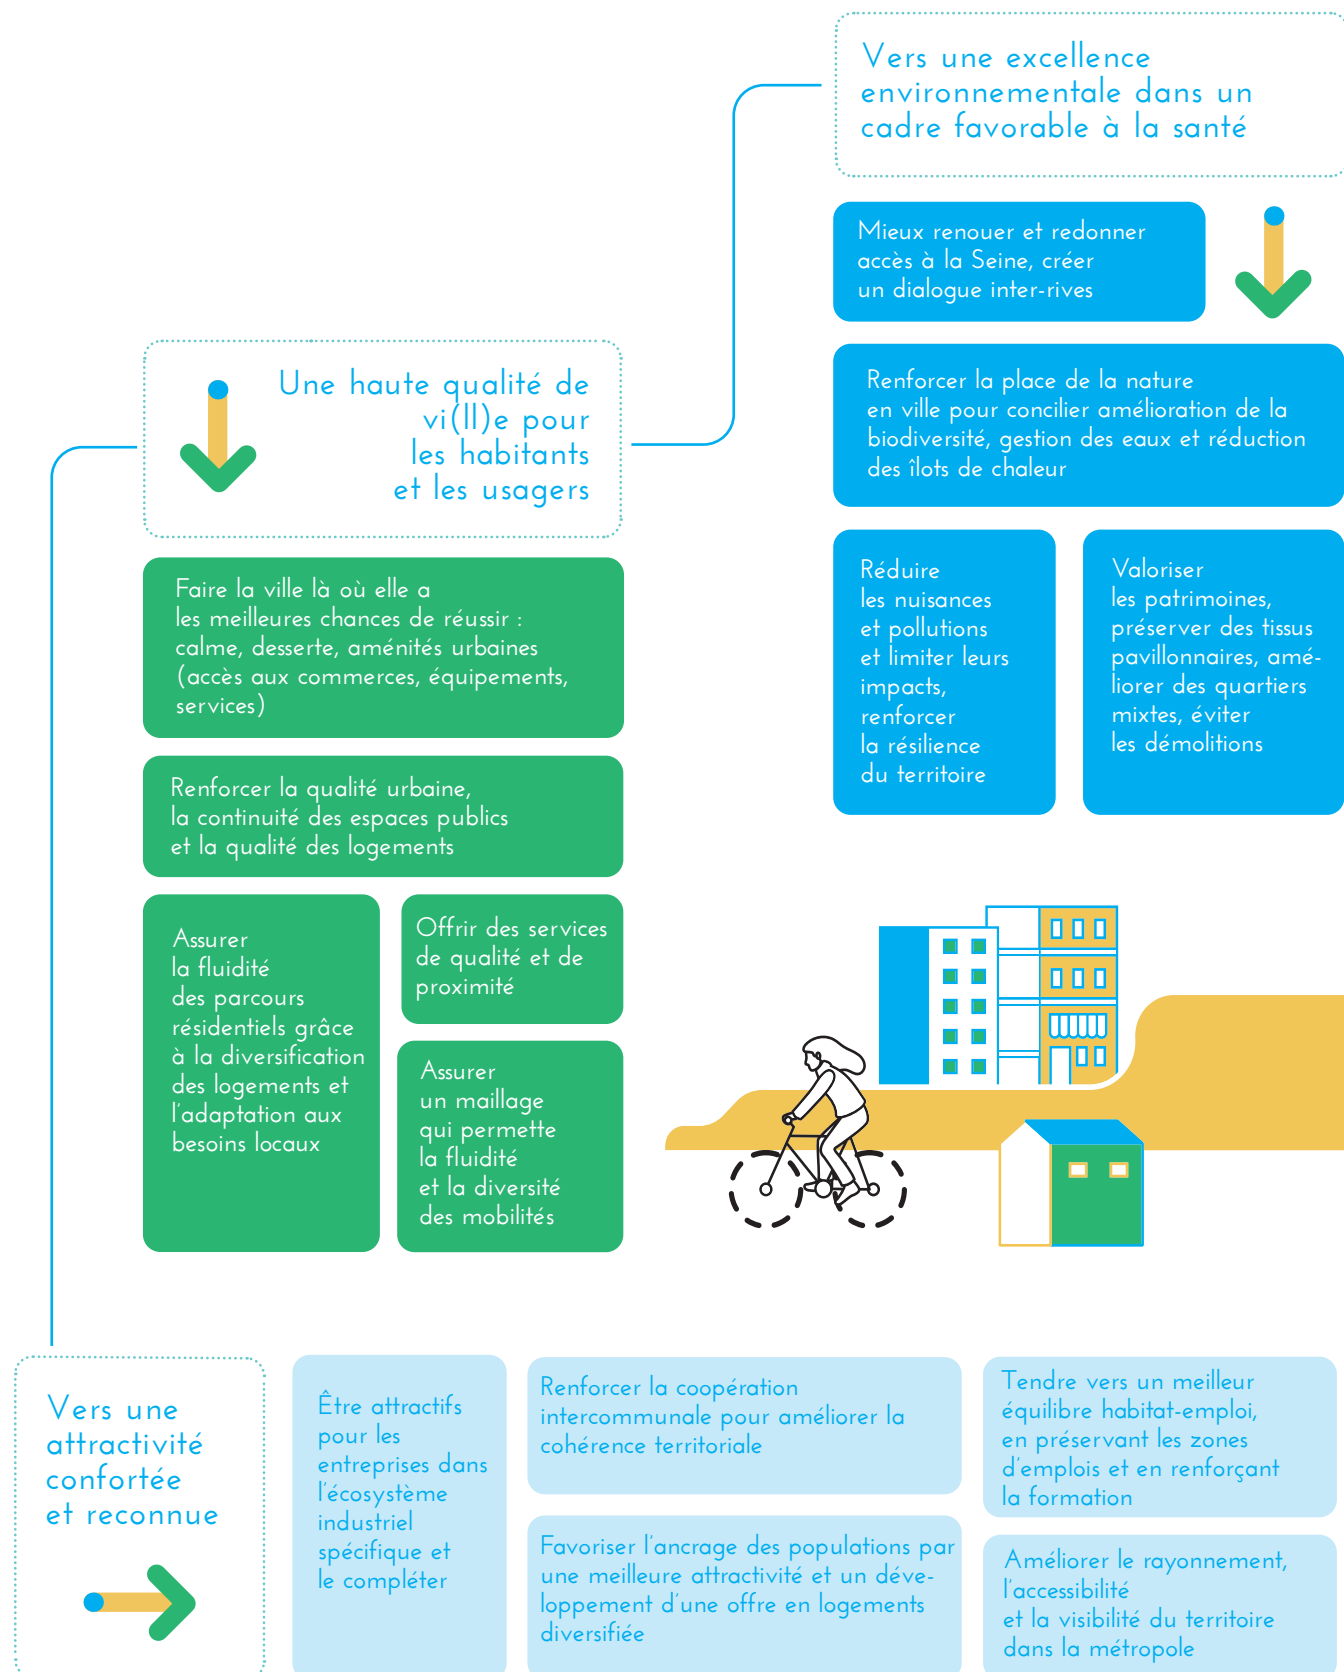 Vers une excellence
environnementale dans un
cadre favorable à la santé
Mieux renouer et redonner
accès à la Seine, créer
un dialogue inter-rives
Renforcer la place de la nature
en ville pour concilier amélioration de la
biodiversité, gestion des eaux et réduction
des îlots de chaleur
Réduire
les nuisances
et pollutions
et limiter leurs
impacts,
renforcer
la résilience
du territoire
Valoriser
les patrimoines,
préserver des tissus
pavillonnaires, amé-
liorer des quartiers
mixtes, éviter
les démolitions
Une haute qualité de
vi(ll)e pour
les habitants
et les usagers
Faire la ville là où elle a
les meilleures chances de réussir :
calme, desserte, aménités urbaines
(accès aux commerces, équipements,
services)
Renforcer la qualité urbaine,
la continuité des espaces publics
et la qualité des logements
Assurer
la fluidité
des parcours
résidentiels grâce
à la diversification
des logements et
l'adaptation aux
besoins locaux
Offrir des services
de qualité et de
proximité
Assurer
un maillage
qui permette
la fluidité
et la diversité
des mobilités
Vers une
attractivité
confortée
et reconnue
Être attractifs
pour les
entreprises dans
l'écosystème
industriel
spécifique et
le compléter
Renforcer la coopération
intercommunale pour améliorer la
cohérence territoriale
Favoriser l'ancrage des populations par
une meilleure attractivité et un déve-
loppement d'une offre en logements
diversifiée
Tendre vers un meilleur
équilibre habitat-emploi,
en préservant les zones
d'emplois et en renforçant
la formation
Améliorer le rayonnement,
l'accessibilité
et la visibilité du territoire
dans la métropole